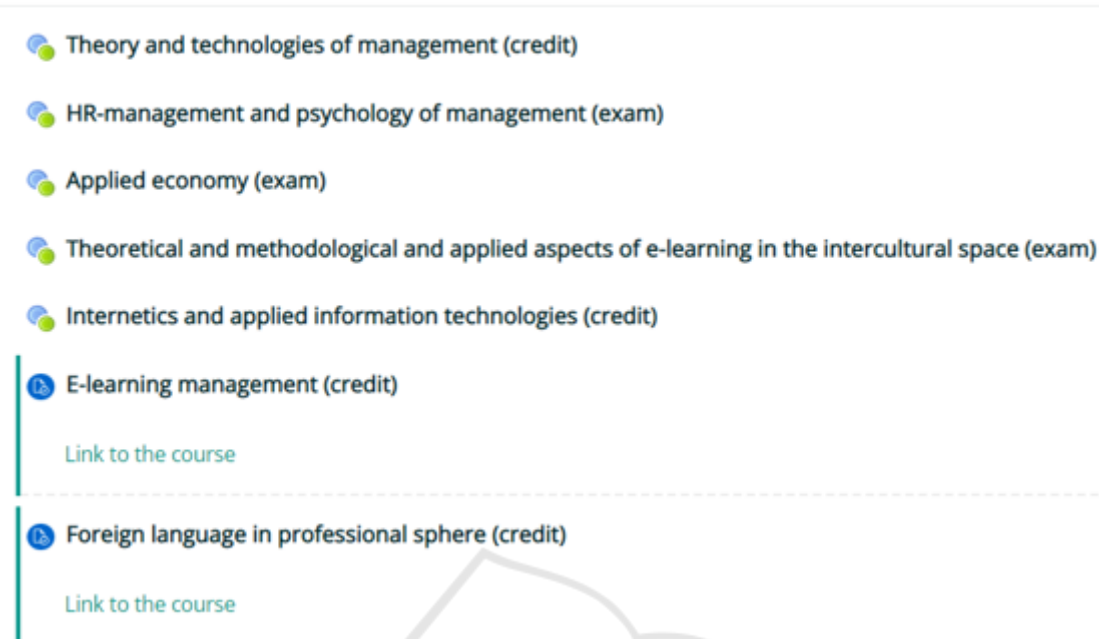 Theory and technologies of management (credit)
HR-management and psychology of management (exam)
Applied economy (exam)
Theoretical and methodological and applied aspects of e-learning in the intercultural space (exam)
Internetics and applied information technologies (credit)
E-learning management (credit)
Link to the course
Foreign language in professional sphere (credit)
Link to the course